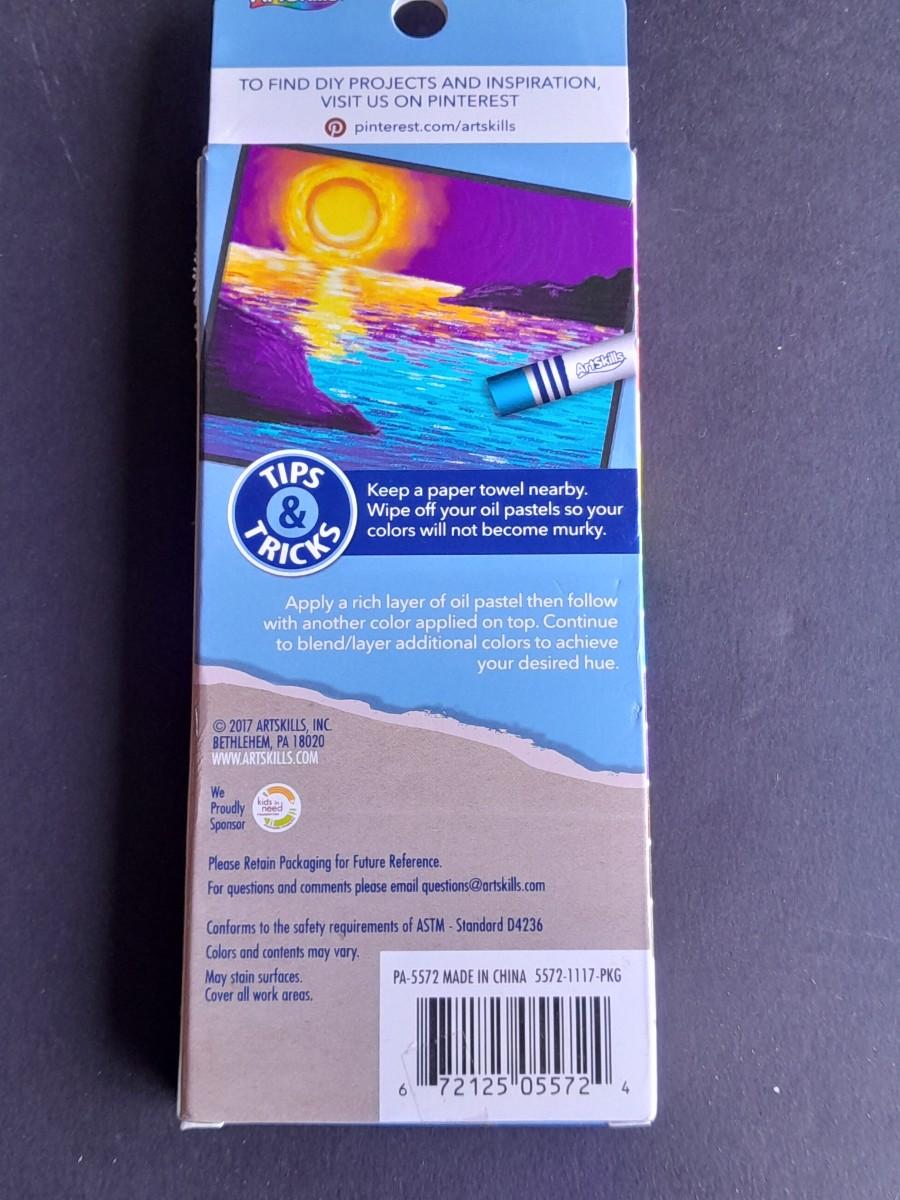 TO FIND DIY PROJECTS AND INSPIRATION,
VISIT US ON PINTEREST
pinterest.com/artskills
ArtSkills
TIPS
&
TRICKS
Keep a paper towel nearby.
Wipe off your oil pastels so your
colors will not become murky.
Apply a rich layer of oil pastel then follow
with another color applied on top. Continue
to blend/layer additional colors to achieve
your desired hue.
© 2017 ARTSKILLS, INC.
BETHLEHEM, PA 18020
WWW.ARTSKILLS.COM
We
Proudly
Sponsor
kids in
need
Please Retain Packaging for Future Reference.
For questions and comments please email questions@artskills.com
Conforms to the safety requirements of ASTM - Standard D4236
Colors and contents may vary.
May stain surfaces.
Cover all work areas.
PA-5572 MADE IN CHINA 5572-1117-PKG
6 72125 05572 4